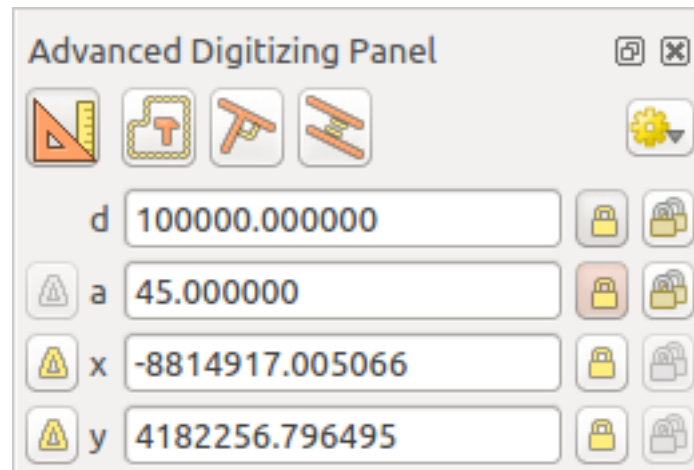 Advanced Digitizing Panel
d 100000.000000
a 45.000000
x -8814917.005066
y 4182256.796495